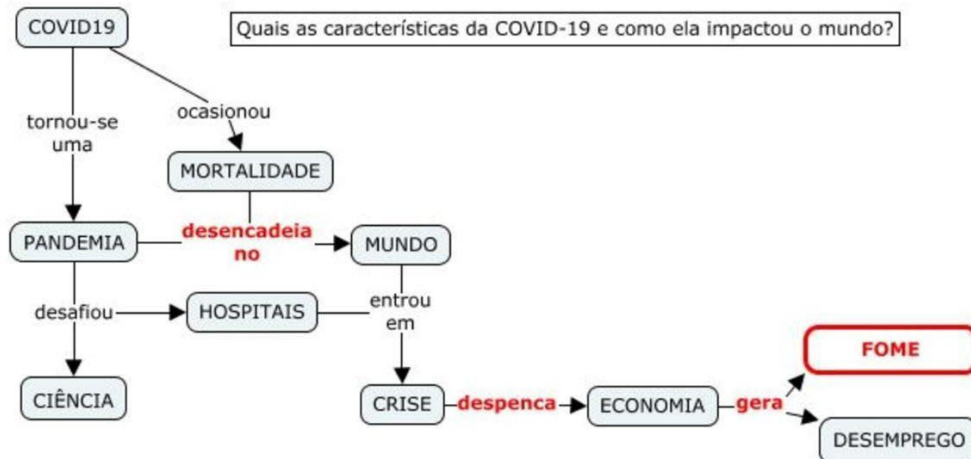 COVID19
Quais as características da COVID-19 e como ela impactou o mundo?
ocasionou
tornou-se
uma
MORTALIDADE
PANDEMIA
desencadeia
no
MUNDO
desafiou
HOSPITAIS
entrou
em
FOME
CIÊNCIA
CRISE
despenca
ECONOMIA
gera
DESEMPREGO